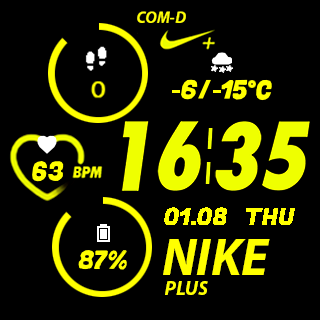 COM-D
+
0
-6/-15°C
63 BPM
16:35
01.08 THU
87%
NIKE
PLUS